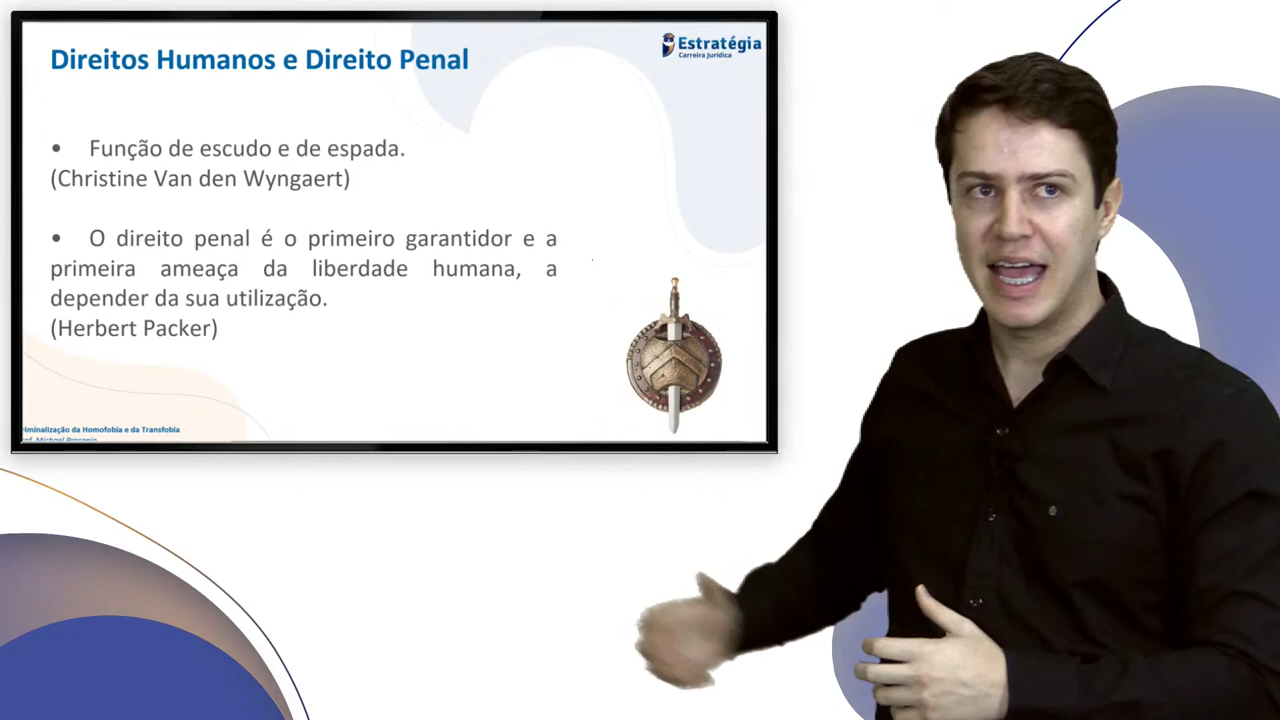 Direitos Humanos e Direito Penal
Estratégia
Carreira Jurídica
• Função de escudo e de espada.
(Christine Van den Wyngaert)
• O direito penal é o primeiro garantidor e a
primeira ameaça da liberdade humana, a
depender da sua utilização.
(Herbert Packer)
riminalização da Homofobia e da Transfobia